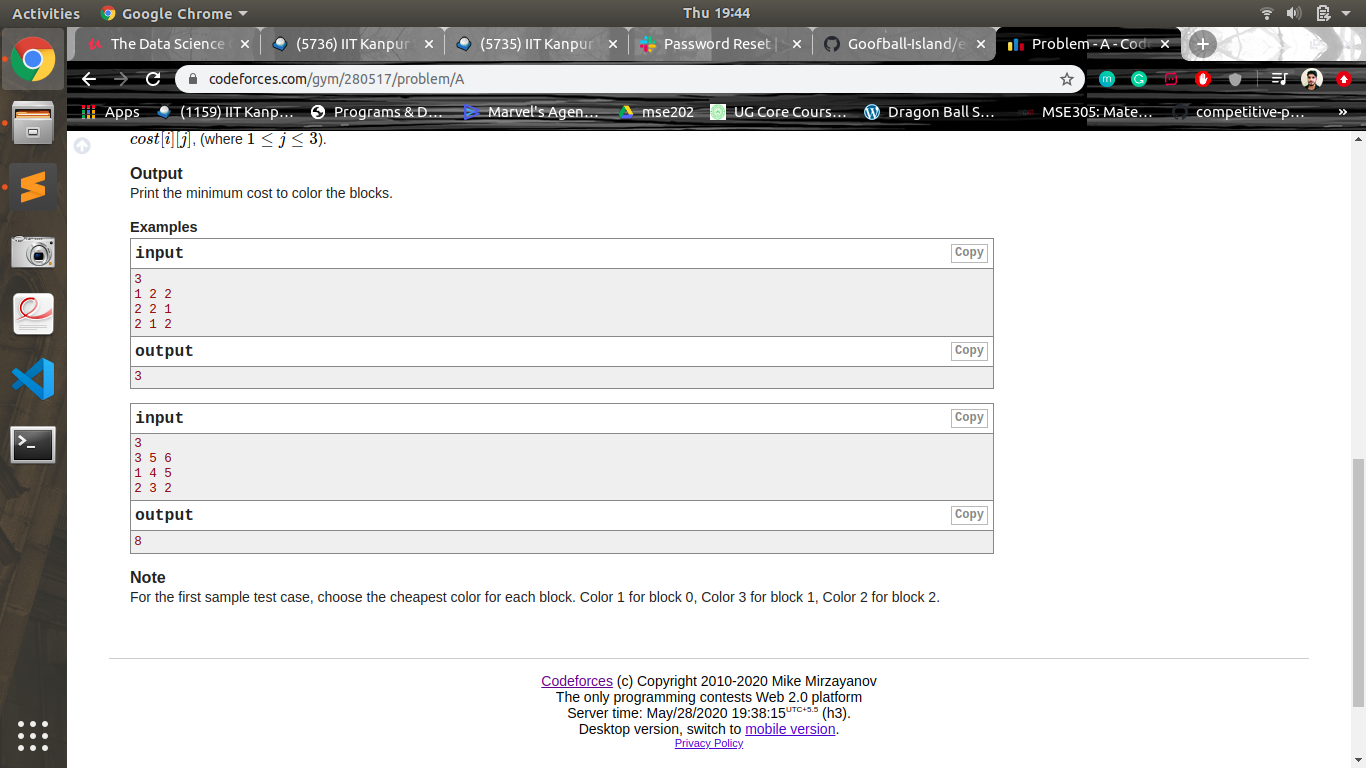 Activities Google Chrome Thu 19:44
The Data Science (5736) IIT Kanpur (5735) IIT Kanpur Password Reset | Goofball-Island/e Problem - A - Code
codeforces.com/gym/280517/problem/A
Apps (1159) IIT Kanp... Programs & D... Marvel's Agen... mse202 UG Core Cours... Dragon Ball S... MSE305: Mate... competitive-p... »
cost[i][j], (where 1 ≤ j ≤ 3).
Output
Print the minimum cost to color the blocks.
Examples
input Copy
3
1 2 2
2 2 1
2 1 2
output Copy
3
input Copy
3
3 5 6
1 4 5
2 3 2
output Copy
8
Note
For the first sample test case, choose the cheapest color for each block. Color 1 for block 0, Color 3 for block 1, Color 2 for block 2.
Codeforces (c) Copyright 2010-2020 Mike Mirzayanov
The only programming contests Web 2.0 platform
Server time: May/28/2020 19:38:15 UTC+5.5 (h3).
Desktop version, switch to mobile version.
Privacy Policy